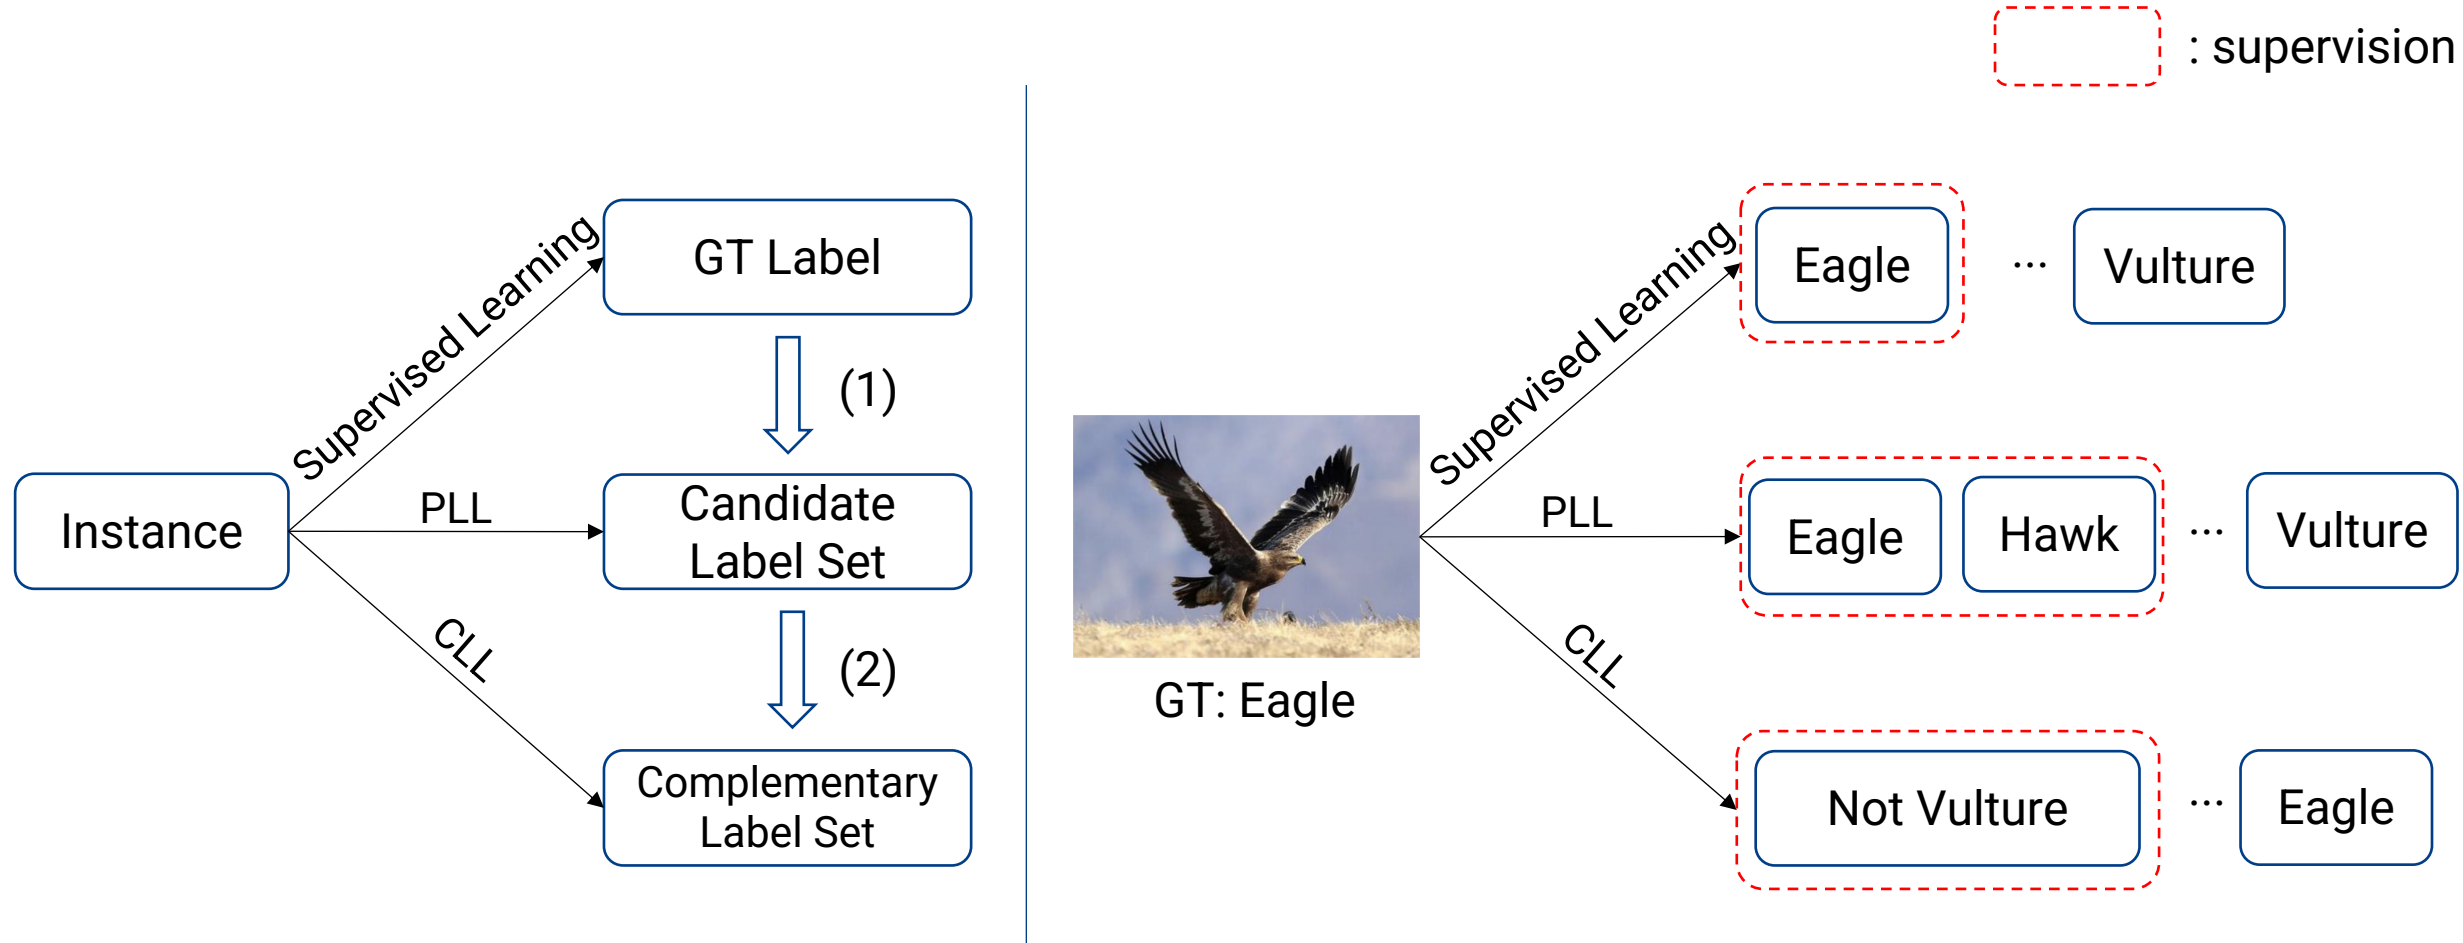 : supervision
Supervised Learning
GT Label
(1)
Instance
PLL
Candidate
Label Set
(2)
CLL
Complementary
Label Set
Supervised Learning
Eagle
...
Vulture
GT: Eagle
PLL
Eagle
Hawk
...
Vulture
CLL
Not Vulture
...
Eagle